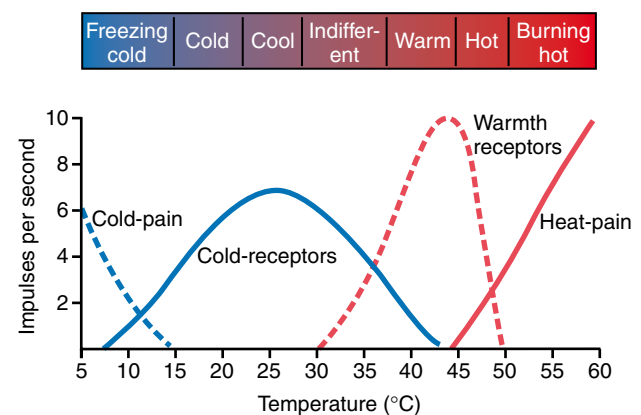 Freezing
cold
Cold
Cool
Indiffer-
ent
Warm
Hot
Burning
hot
10
8
6
4
2
Impulses per second
Cold-pain
Cold-receptors
Warmth
receptors
Heat-pain
5 10 15 20 25 30 35 40 45 50 55 60
Temperature (°C)